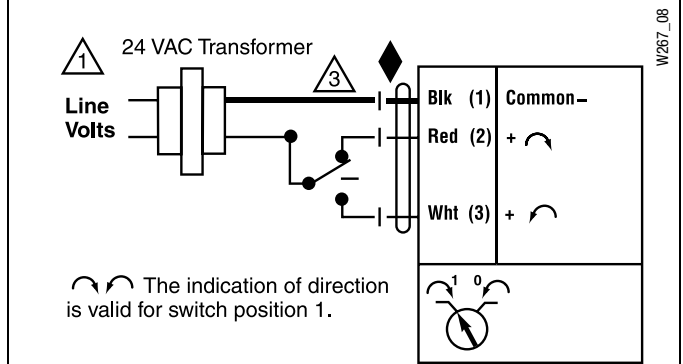 W267_08
1
24 VAC Transformer
3
Line
Volts
Blk (1) Common –
Red (2) +
Wht (3) +
The indication of direction
is valid for switch position 1.
1 0